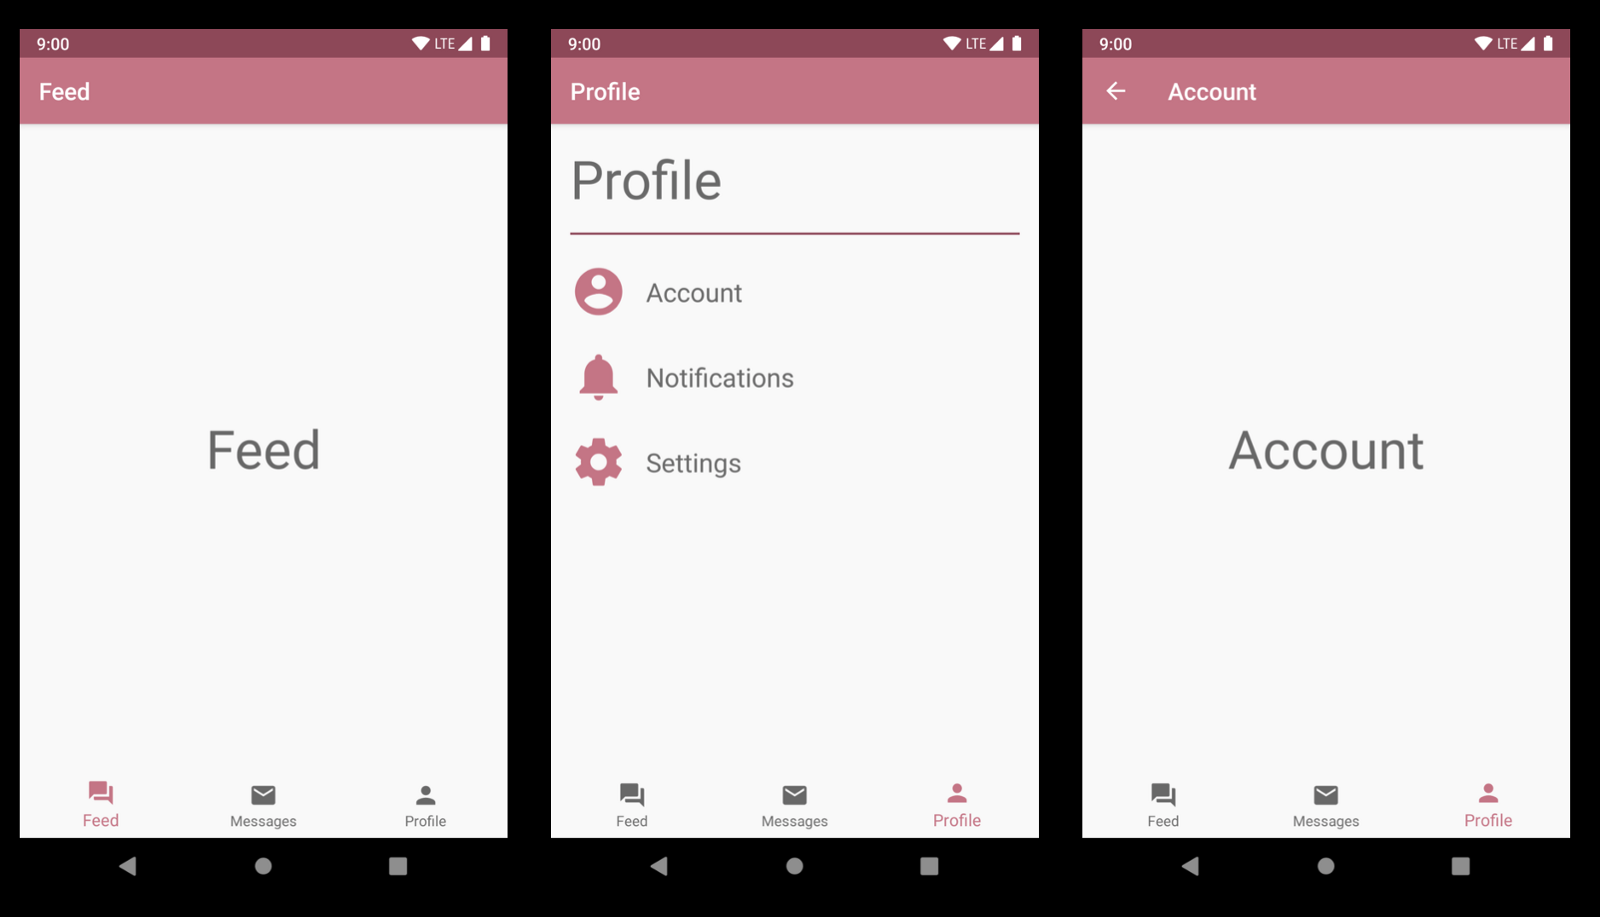 9:00 LTE
Feed
Feed
Feed Messages Profile
9:00 LTE
Profile
Profile
Account
Notifications
Settings
Feed Messages Profile
9:00 LTE
Account
Account
Feed Messages Profile